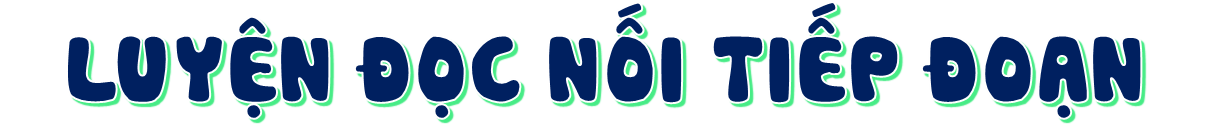 LUYỆN ĐỌC NỐI TIẾP ĐOẠN